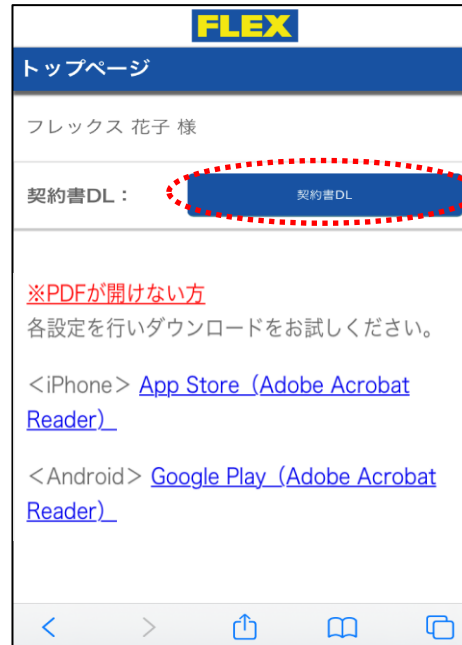 FLEX
トップページ
フレックス 花子 様
契約書DL：
契約書DL
※PDFが開けない方
各設定を行いダウンロードをお試しください。
＜iPhone＞ App Store（Adobe Acrobat
Reader）
＜Android＞ Google Play（Adobe Acrobat
Reader）